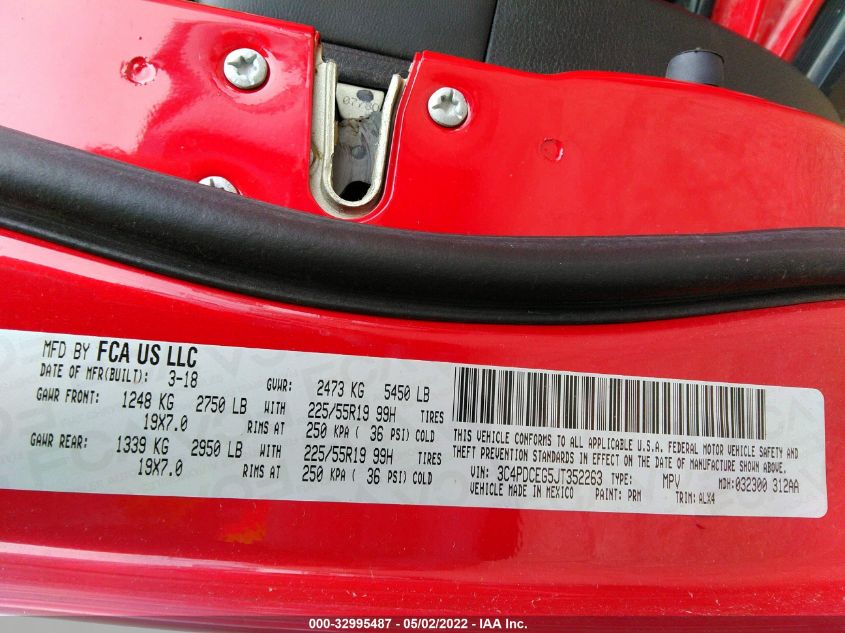 MFD BY FCA US LLC
DATE OF MFR(BUILT): 3-18 GVWR: 2473 KG 5450 LB
GAWR FRONT: 1248 KG 2750 LB WITH 225/55R19 99H TIRES
19X7.0 RIMS AT 250 KPA ( 36 PSI) COLD
GAWR REAR: 1339 KG 2950 LB WITH 225/55R19 99H TIRES
19X7.0 RIMS AT 250 KPA ( 36 PSI) COLD
THIS VEHICLE CONFORMS TO ALL APPLICABLE U.S.A. FEDERAL MOTOR VEHICLE SAFETY AND
THEFT PREVENTION STANDARDS IN EFFECT ON THE DATE OF MANUFACTURE SHOWN ABOVE.
VIN: 3C4PDCEG5JT352263 TYPE: MPV MDH:032300 312AA
VEHICLE MADE IN MEXICO PAINT: PRM TRIM: ALX4
000-32995487 - 05/02/2022 - IAA Inc.